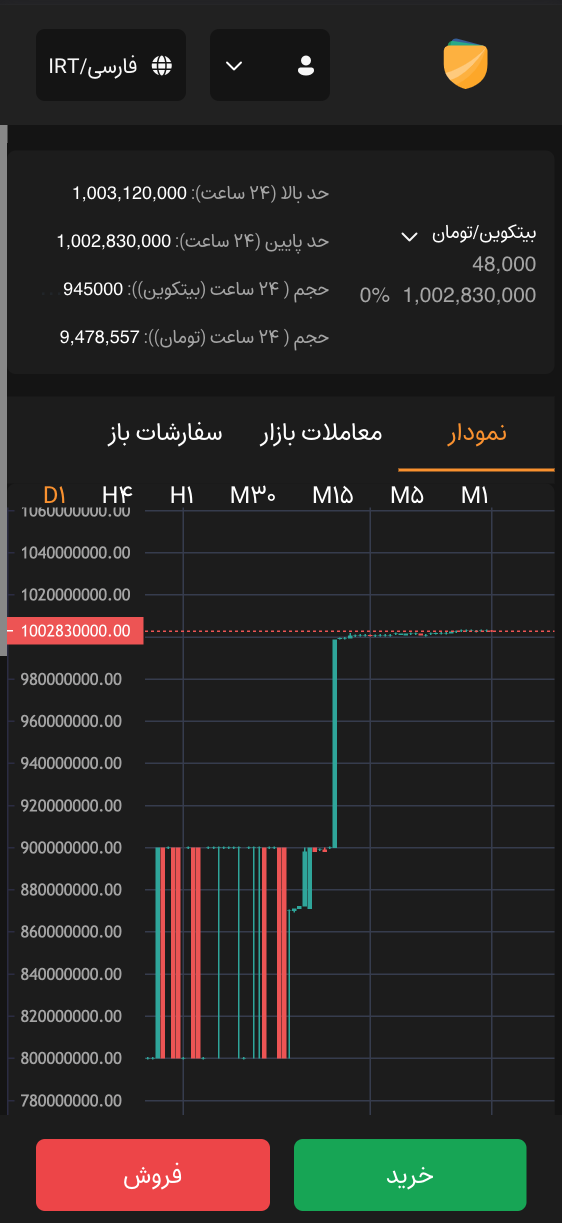 فارسی/IRT
بیتکوین/تومان
48,000
0% 1,002,830,000
حد بالا (۲۴ ساعت): 1,003,120,000
حد پایین (۲۴ ساعت): 1,002,830,000
حجم ( ۲۴ ساعت (بیتکوین)): 945000
حجم ( ۲۴ ساعت (تومان)): 9,478,557
نمودار
معاملات بازار
سفارشات باز
D۱ H۴ H۱ M۳۰ M۱۵ M۵ M۱
1060000000.00
1040000000.00
1020000000.00
1002830000.00
980000000.00
960000000.00
940000000.00
920000000.00
900000000.00
880000000.00
860000000.00
840000000.00
820000000.00
800000000.00
780000000.00
خرید
فروش